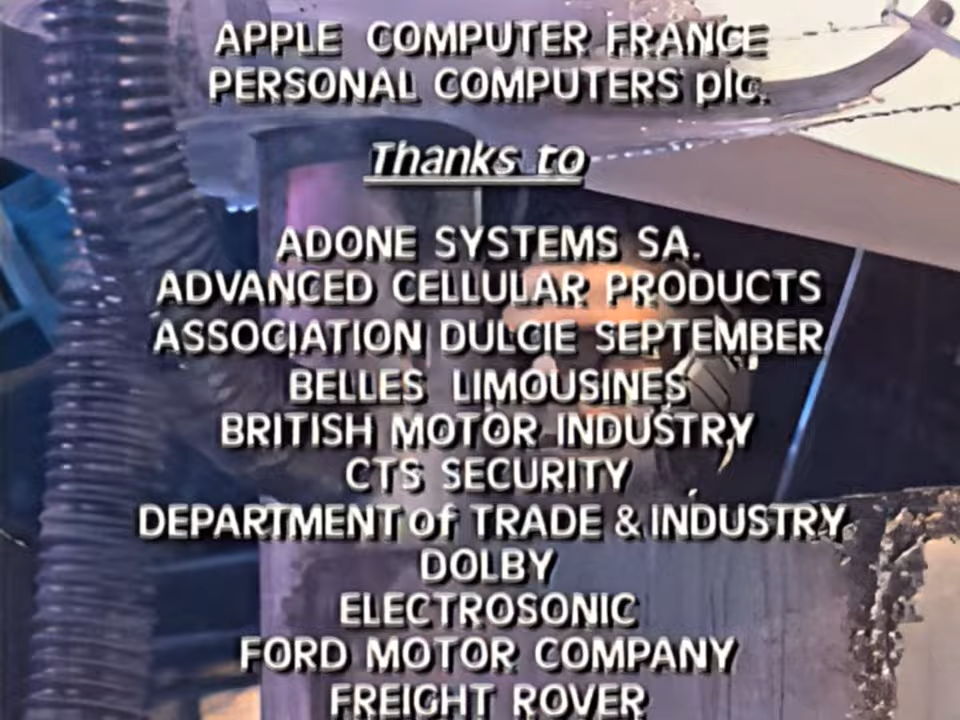 APPLE COMPUTER FRANCE
PERSONAL COMPUTERS plc.
Thanks to
ADONE SYSTEMS SA.
ADVANCED CELLULAR PRODUCTS
ASSOCIATION DULCIE SEPTEMBER
BELLES LIMOUSINES
BRITISH MOTOR INDUSTRY
CTS SECURITY
DEPARTMENT of TRADE & INDUSTRY
DOLBY
ELECTROSONIC
FORD MOTOR COMPANY
FREIGHT ROVER